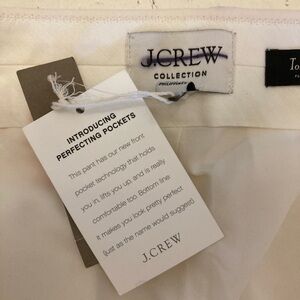 J.CREW
COLLECTION
INTRODUCING
PERFECTING POCKETS
This pant has our new front
pocket technology that holds
you in, lifts you up, and is really
comfortable too. Bottom line:
It makes you look pretty perfect
(just as the name would suggest)
J.CREW